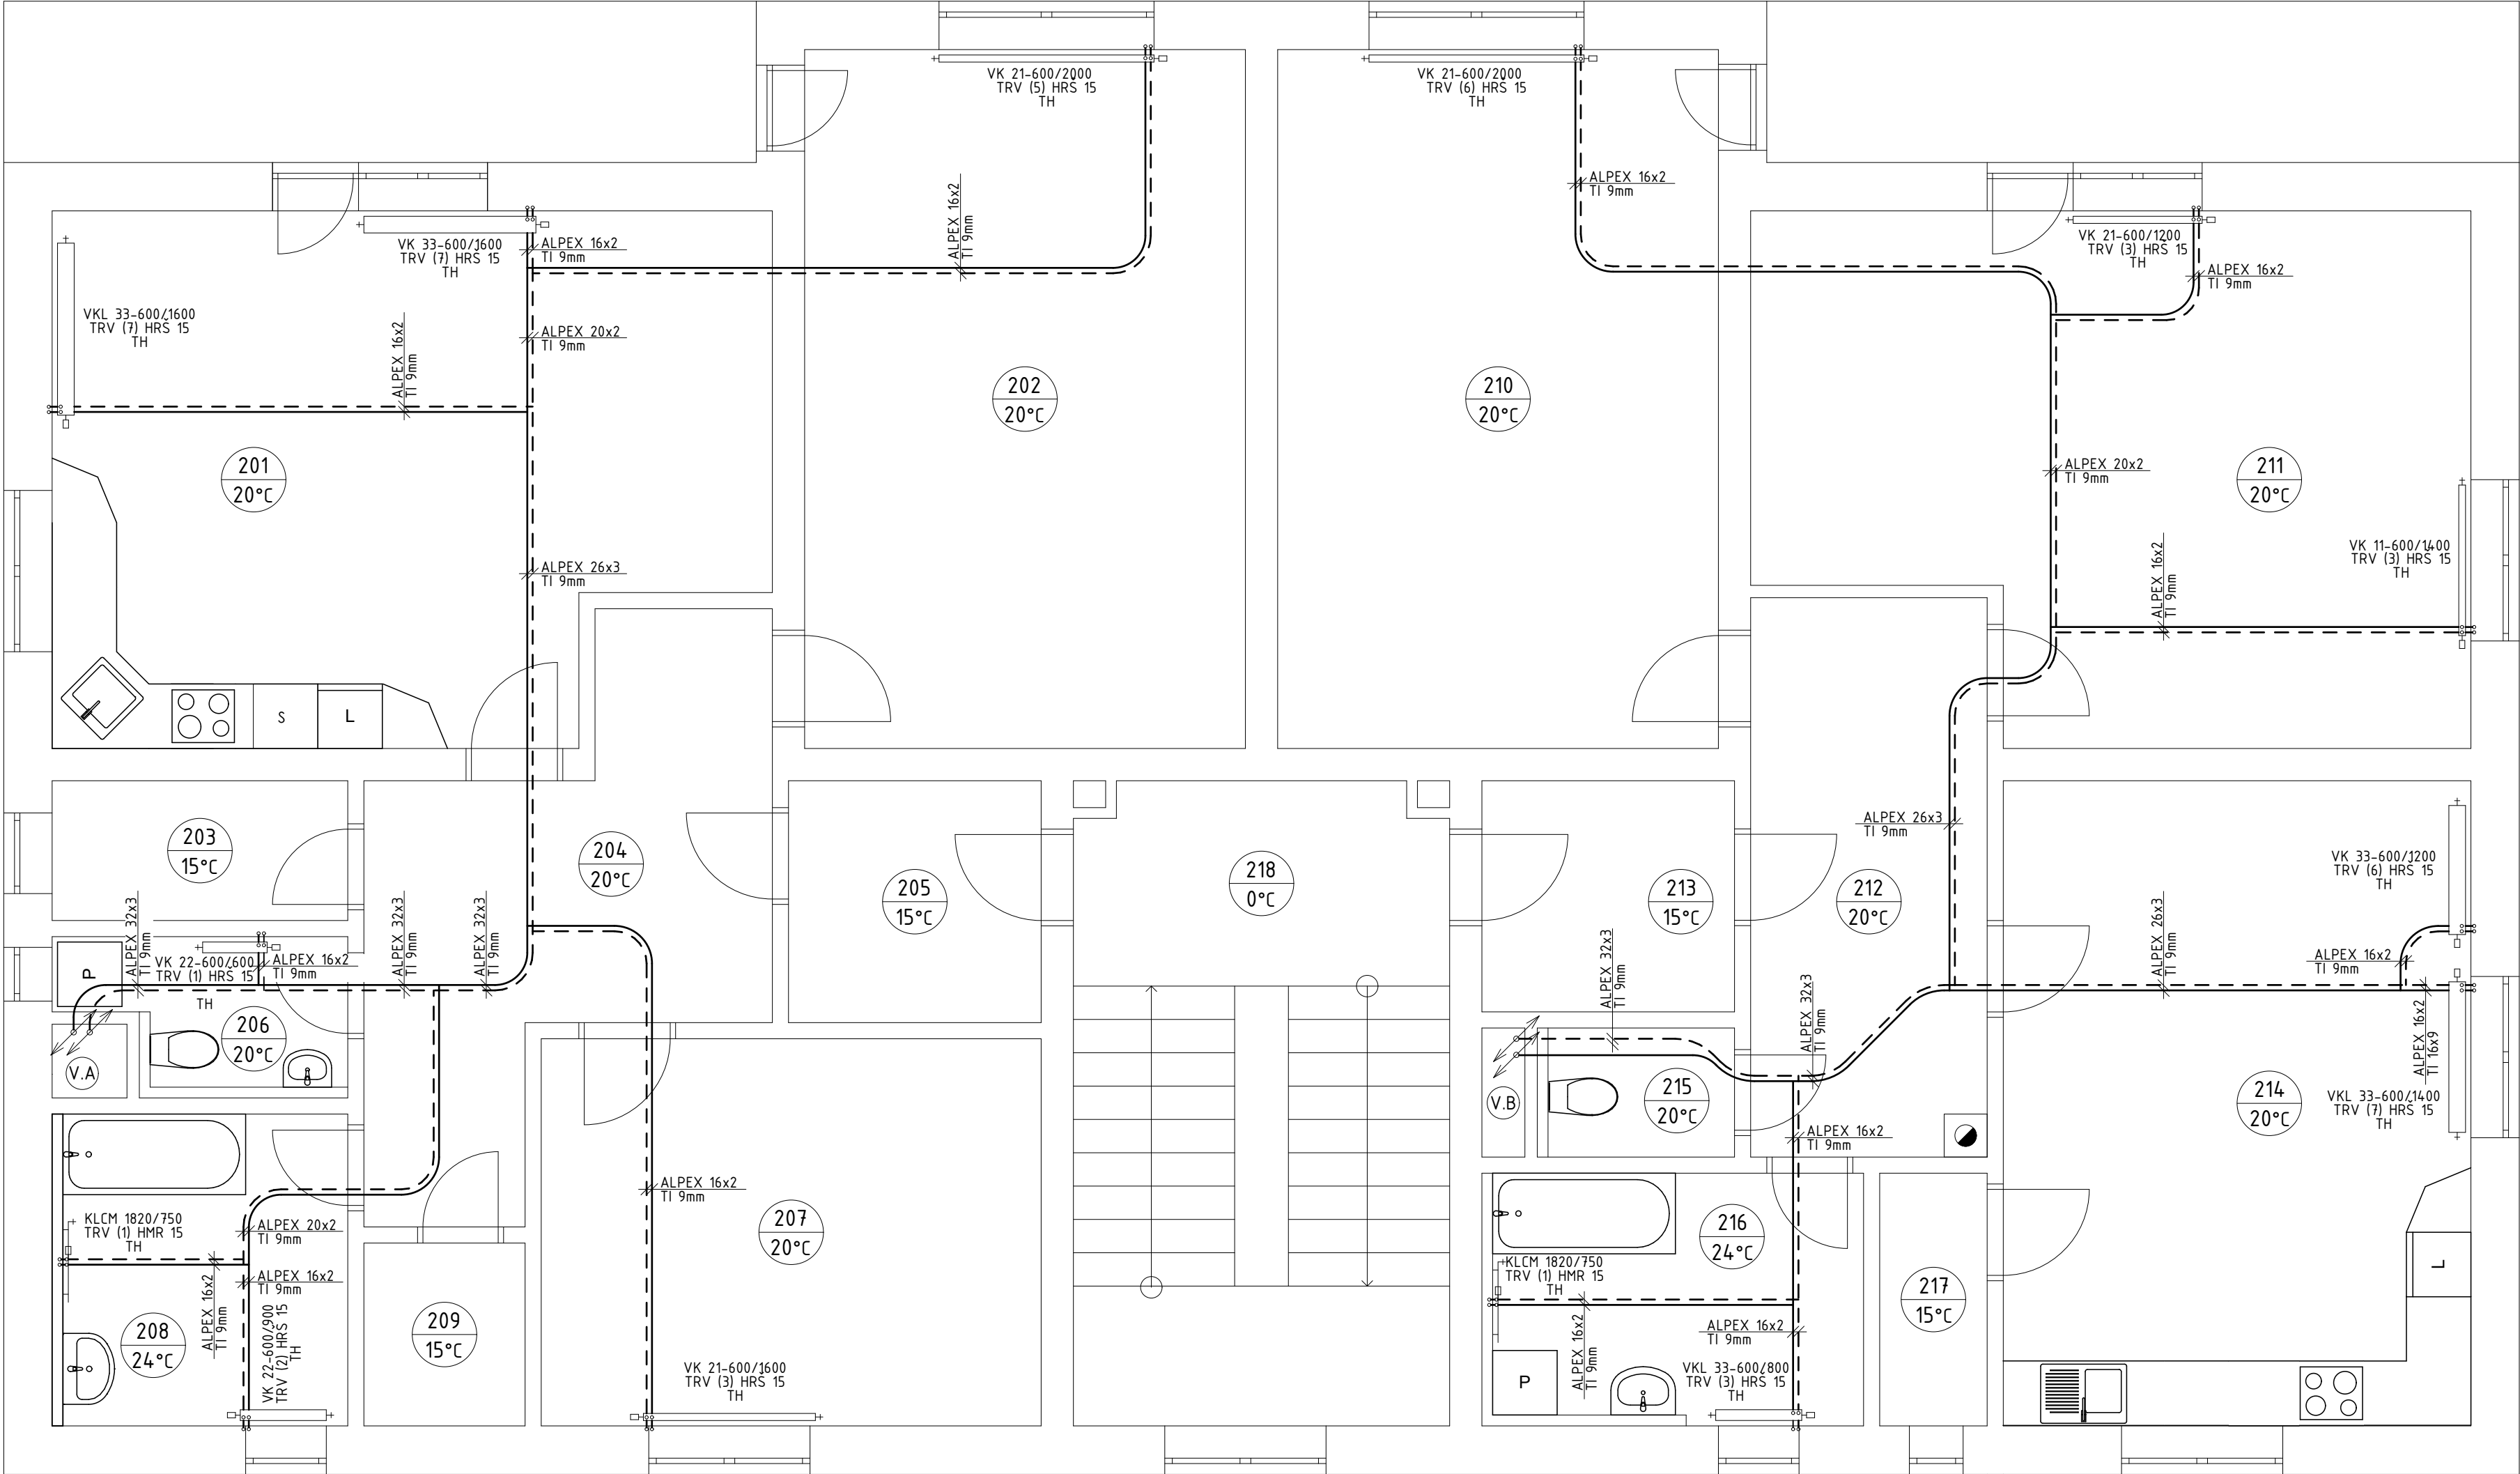 VK 21-600/2000
TRV (5) HRŠ 15
TH
VK 21-600/2000
TRV (6) HRŠ 15
TH
ALPEX 16x2
TI 9mm
ALPEX 16x2
TI 9mm
VK 33-600/1600
TRV (7) HRŠ 15
TH
ALPEX 16x2
TI 9mm
VK 21-600/1200
TRV (3) HRŠ 15
TH
ALPEX 16x2
TI 9mm
VKL 33-600/1600
TRV (7) HRŠ 15
TH
ALPEX 16x2
TI 9mm
ALPEX 20x2
TI 9mm
202
20°C
210
20°C
201
20°C
ALPEX 20x2
TI 9mm
211
20°C
ALPEX 26x3
TI 9mm
ALPEX 16x2
TI 9mm
VK 11-600/1400
TRV (3) HRŠ 15
TH
S
L
203
15°C
204
20°C
205
15°C
218
0°C
213
15°C
212
20°C
ALPEX 26x3
TI 9mm
VK 33-600/1200
TRV (6) HRŠ 15
TH
P
ALPEX 32x3
TI 9mm
VK 22-600/600
TRV (1) HRŠ 15
TH
ALPEX 16x2
TI 9mm
ALPEX 32x3
TI 9mm
ALPEX 32x3
TI 9mm
ALPEX 32x3
TI 9mm
ALPEX 32x3
TI 9mm
ALPEX 26x3
TI 9mm
ALPEX 16x2
TI 9mm
ALPEX 16x2
TI 16x9
206
20°C
V.A
V.B
215
20°C
214
20°C
VKL 33-600/1400
TRV (7) HRŠ 15
TH
ALPEX 16x2
TI 9mm
ALPEX 16x2
TI 9mm
KLCM 1820/750
TRV (1) HMR 15
TH
ALPEX 20x2
TI 9mm
207
20°C
216
24°C
ALPEX 16x2
TI 9mm
ALPEX 16x2
TI 9mm
VK 22-600/900
TRV (2) HRŠ 15
TH
208
24°C
209
15°C
KLCM 1820/750
TRV (1) HMR 15
TH
217
15°C
L
ALPEX 16x2
TI 9mm
ALPEX 16x2
TI 9mm
VK 21-600/1600
TRV (3) HRŠ 15
TH
P
VKL 33-600/800
TRV (3) HRŠ 15
TH